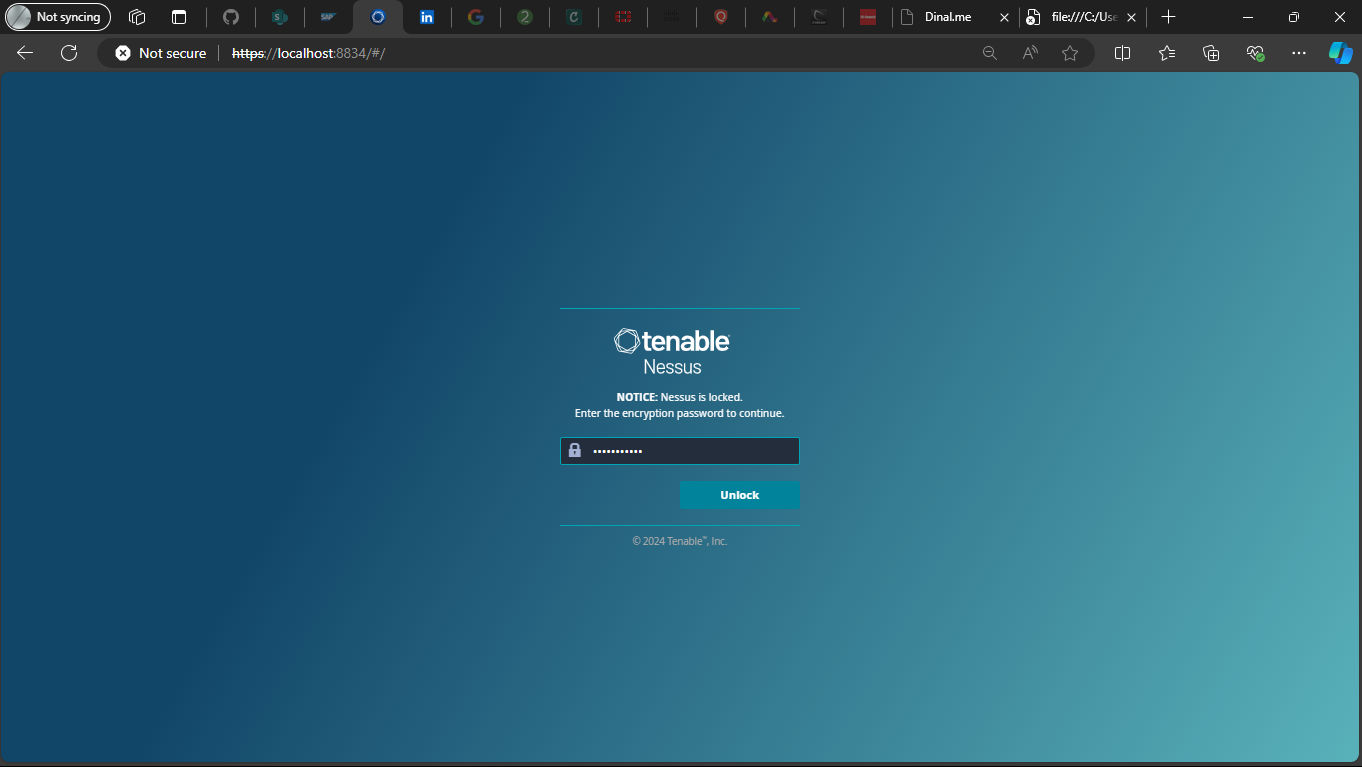 Not syncing
Dinal.me
file:///C:/Use
Not secure
https://localhost:8834/#/
tenable
Nessus
NOTICE: Nessus is locked.
Enter the encryption password to continue.
Unlock
© 2024 Tenable™, Inc.